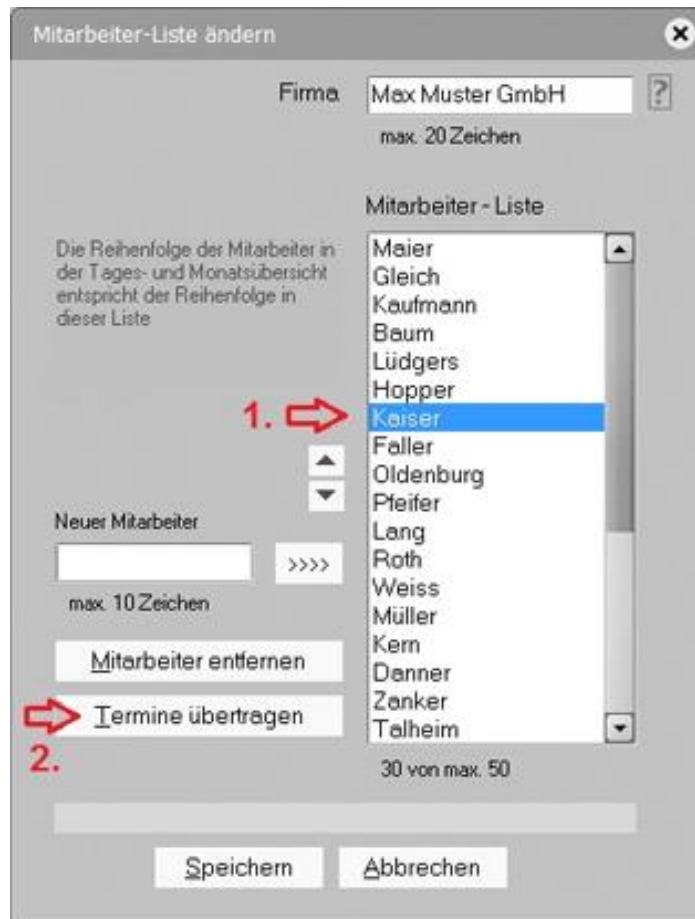 Mitarbeiter-Liste ändern
Firma
Max Muster GmbH
?
max. 20 Zeichen
Mitarbeiter - Liste
Die Reihenfolge der Mitarbeiter in
der Tages- und Monatsübersicht
entspricht der Reihenfolge in
dieser Liste
Maier
Gleich
Kaufmann
Baum
Lüdgers
Hopper
1.
Kaiser
Faller
Oldenburg
Pfeifer
Lang
Roth
Weiss
Müller
Kern
Danner
Zanker
Talheim
30 von max. 50
Neuer Mitarbeiter
>>>>
max. 10 Zeichen
Mitarbeiter entfernen
Termine übertragen
2.
Speichern
Abbrechen